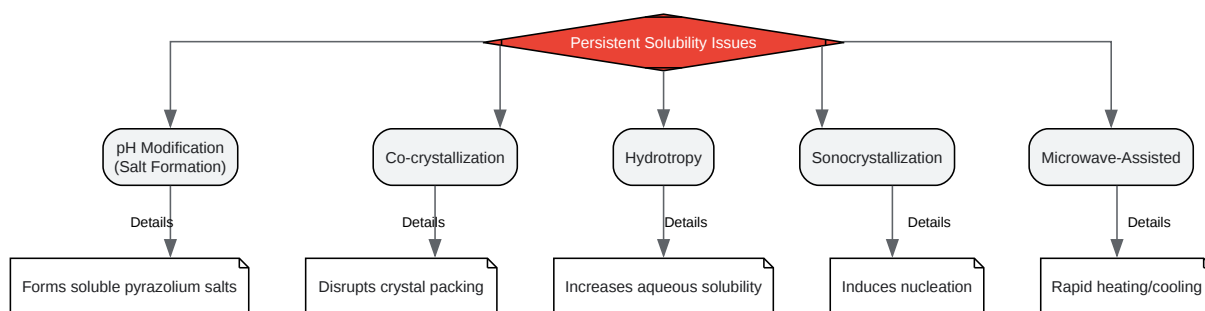 Persistent Solubility Issues
pH Modification
(Salt Formation)
Co-crystallization
Hydrotropy
Sonocrystallization
Microwave-Assisted
Details
Details
Details
Details
Details
Forms soluble pyrazolium salts
Disrupts crystal packing
Increases aqueous solubility
Induces nucleation
Rapid heating/cooling